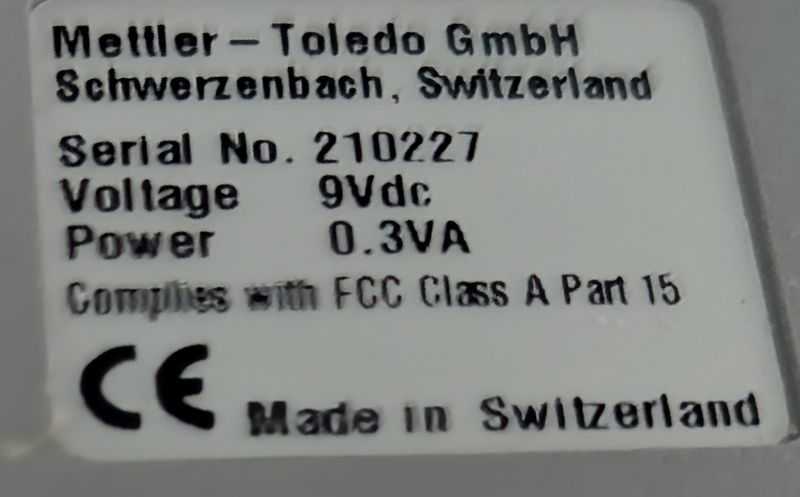 Mettler - Toledo GmbH
Schwerzenbach, Switzerland
Serial No. 210227
Voltage 9Vdc
Power 0.3VA
Complies with FCC Class A Part 15
CE Made in Switzerland